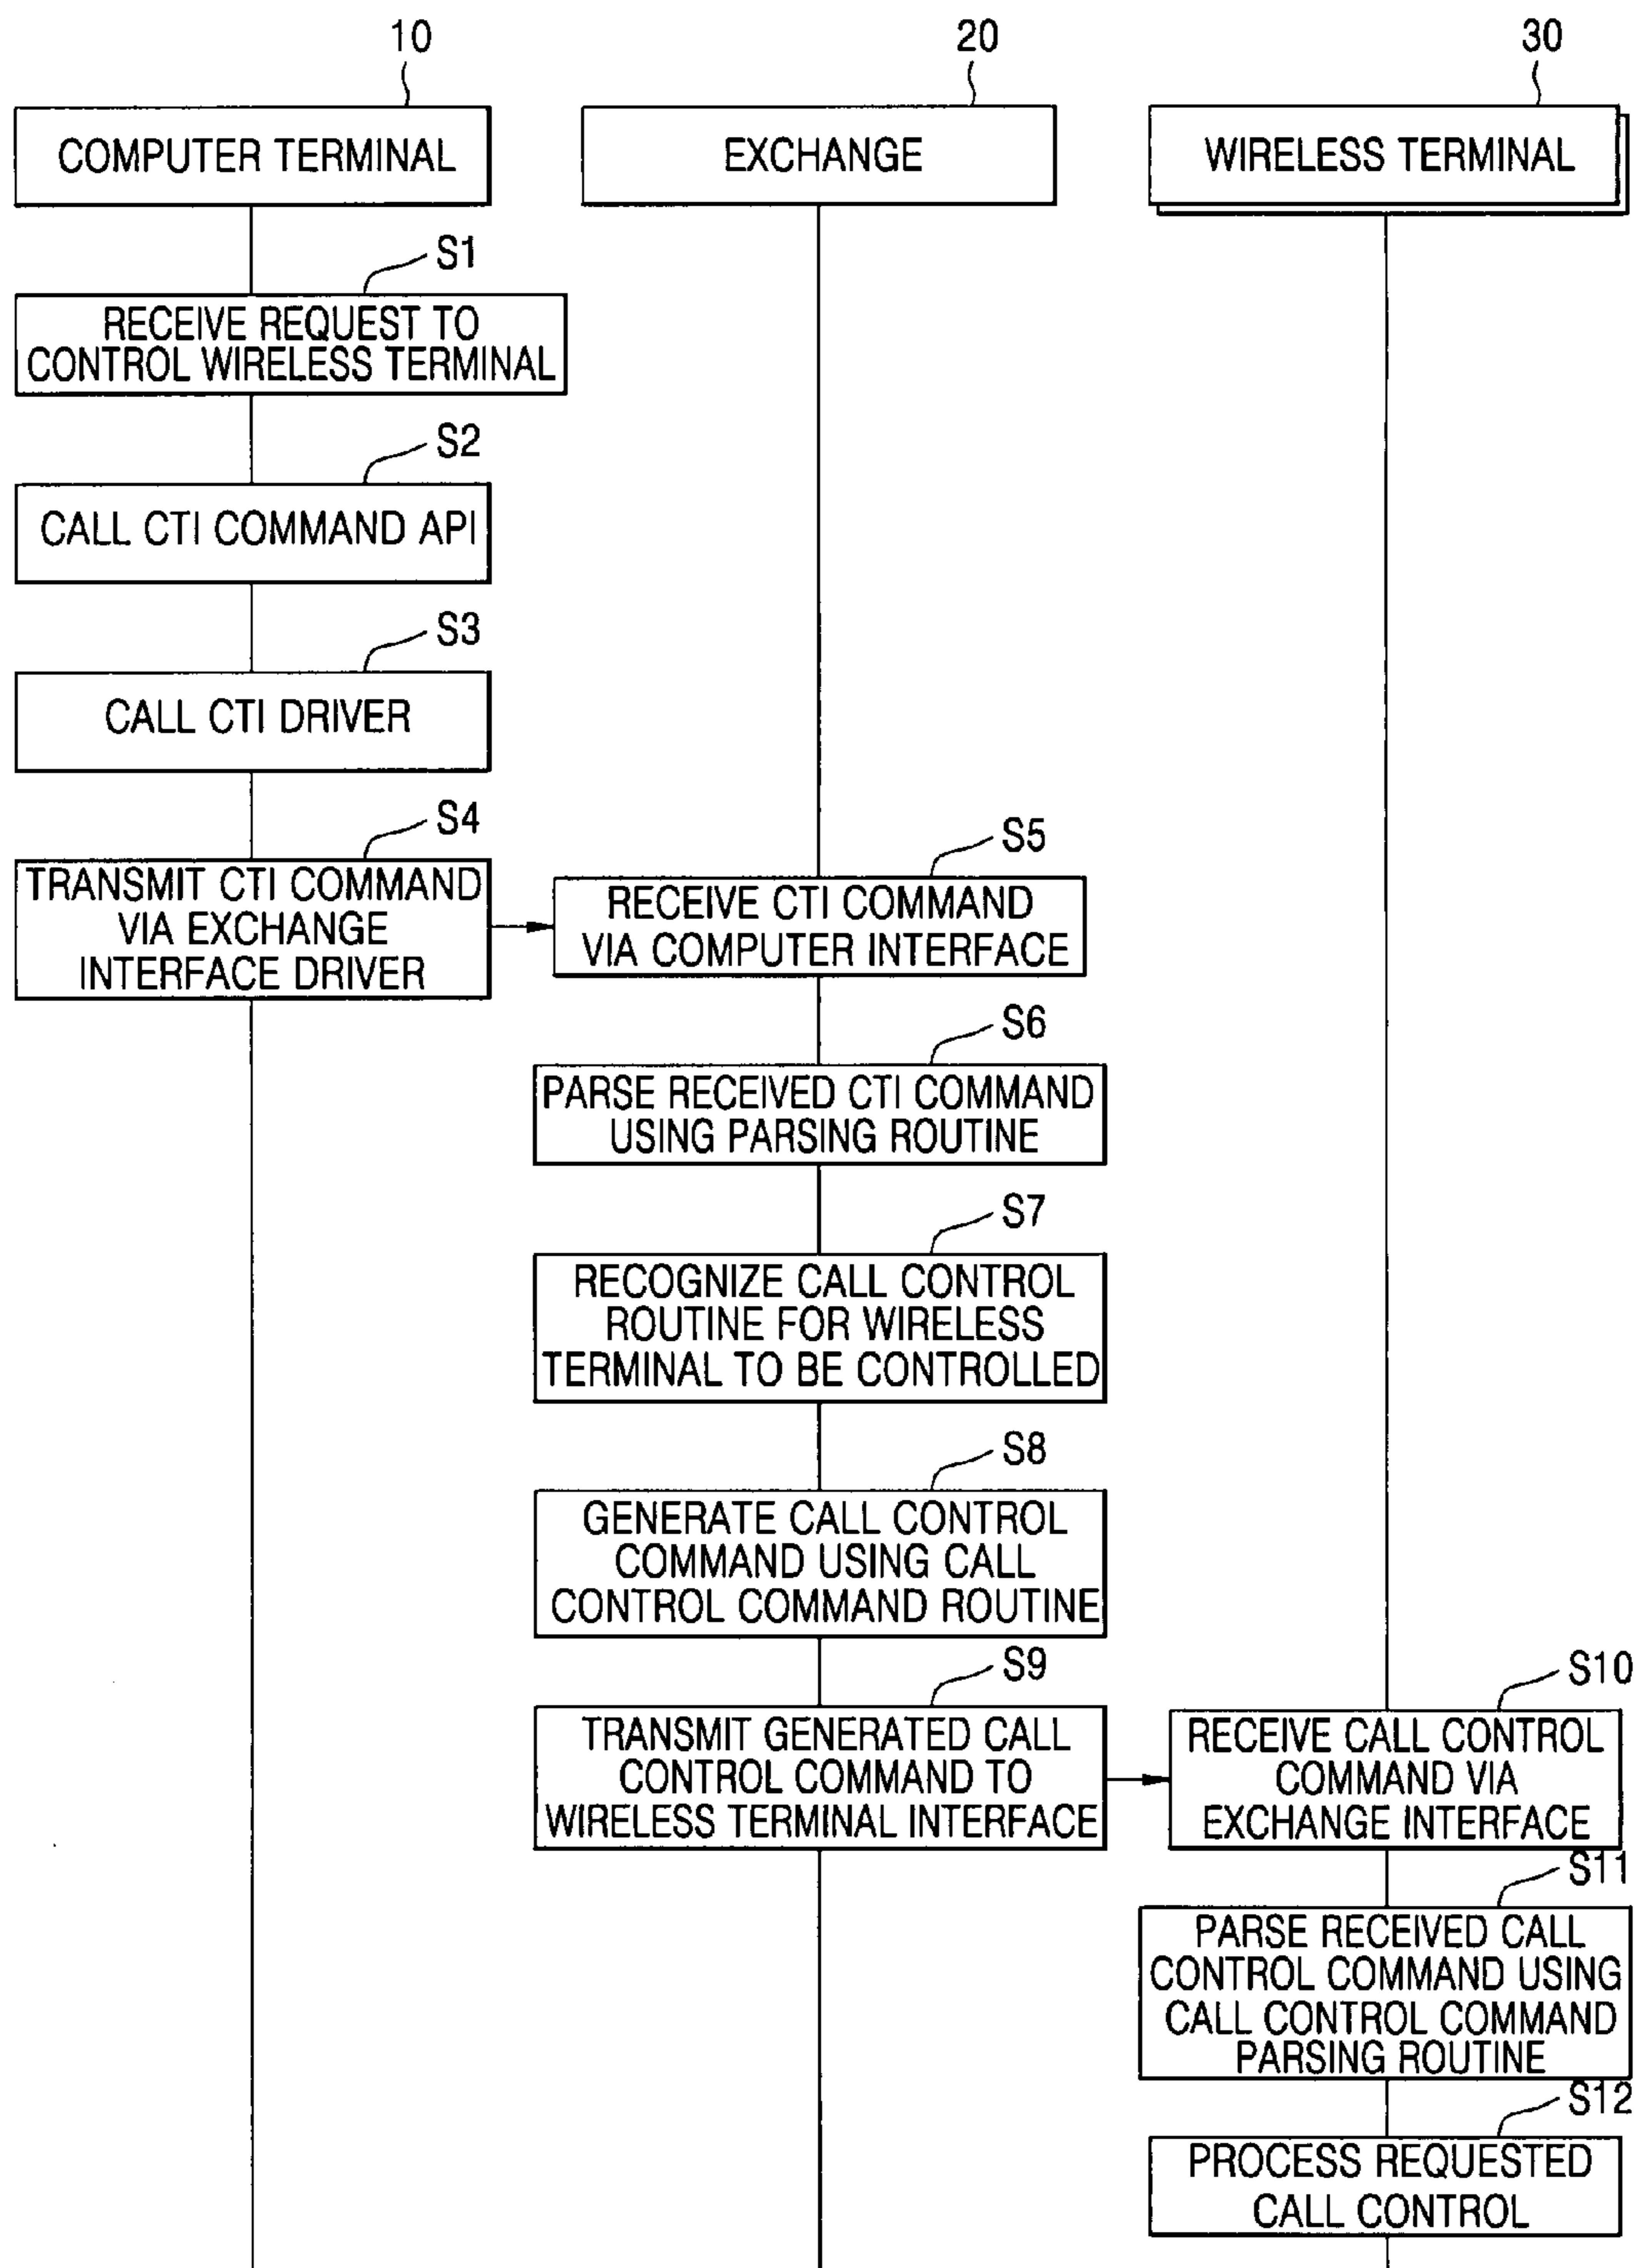 10
20
30
COMPUTER TERMINAL
EXCHANGE
WIRELESS TERMINAL
S1
RECEIVE REQUEST TO
CONTROL WIRELESS TERMINAL
S2
CALL CTI COMMAND API
S3
CALL CTI DRIVER
S4
TRANSMIT CTI COMMAND
VIA EXCHANGE
INTERFACE DRIVER
S5
RECEIVE CTI COMMAND
VIA COMPUTER INTERFACE
S6
PARSE RECEIVED CTI COMMAND
USING PARSING ROUTINE
S7
RECOGNIZE CALL CONTROL
ROUTINE FOR WIRELESS
TERMINAL TO BE CONTROLLED
S8
GENERATE CALL CONTROL
COMMAND USING CALL
CONTROL COMMAND ROUTINE
S9
TRANSMIT GENERATED CALL
CONTROL COMMAND TO
WIRELESS TERMINAL INTERFACE
S10
RECEIVE CALL CONTROL
COMMAND VIA
EXCHANGE INTERFACE
S11
PARSE RECEIVED CALL
CONTROL COMMAND USING
CALL CONTROL COMMAND
PARSING ROUTINE
S12
PROCESS REQUESTED
CALL CONTROL